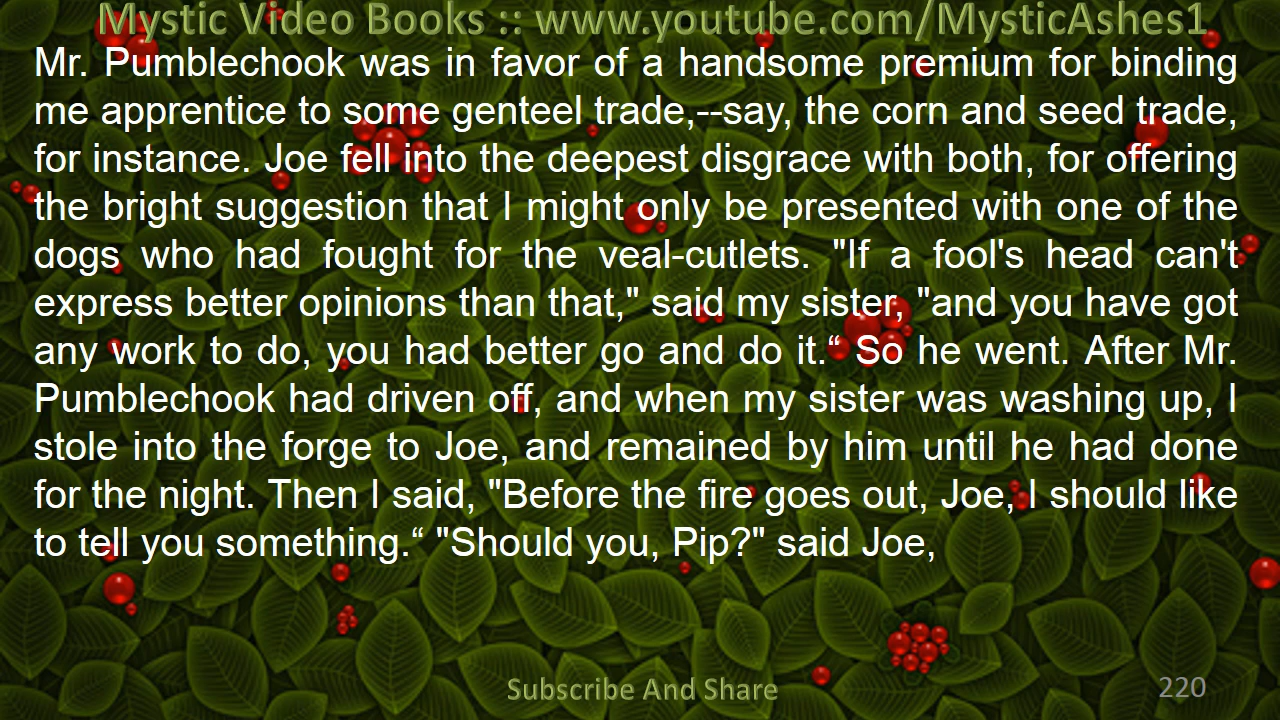 Mystic Video Books :: www.youtube.com/MysticAshes1
Mr. Pumblechook was in favor of a handsome premium for binding
me apprentice to some genteel trade,--say, the corn and seed trade,
for instance. Joe fell into the deepest disgrace with both, for offering
the bright suggestion that I might only be presented with one of the
dogs who had fought for the veal-cutlets. "If a fool's head can't
express better opinions than that," said my sister, "and you have got
any work to do, you had better go and do it.“ So he went. After Mr.
Pumblechook had driven off, and when my sister was washing up, I
stole into the forge to Joe, and remained by him until he had done
for the night. Then I said, "Before the fire goes out, Joe, I should like
to tell you something.“ "Should you, Pip?" said Joe,
Subscribe And Share
220